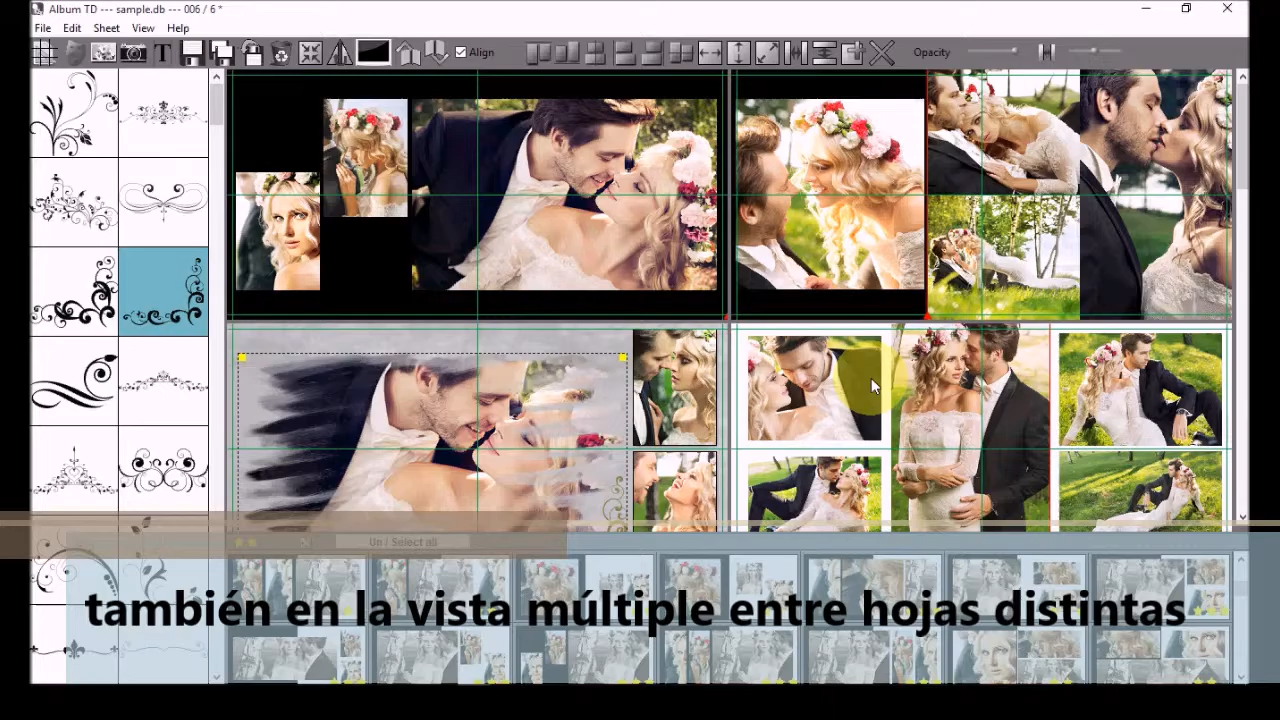 Album TD --- sample.db --- 006 / 6 *
File Edit Sheet View Help
T Align Opacity
Un / Select all
también en la vista múltiple entre hojas distintas